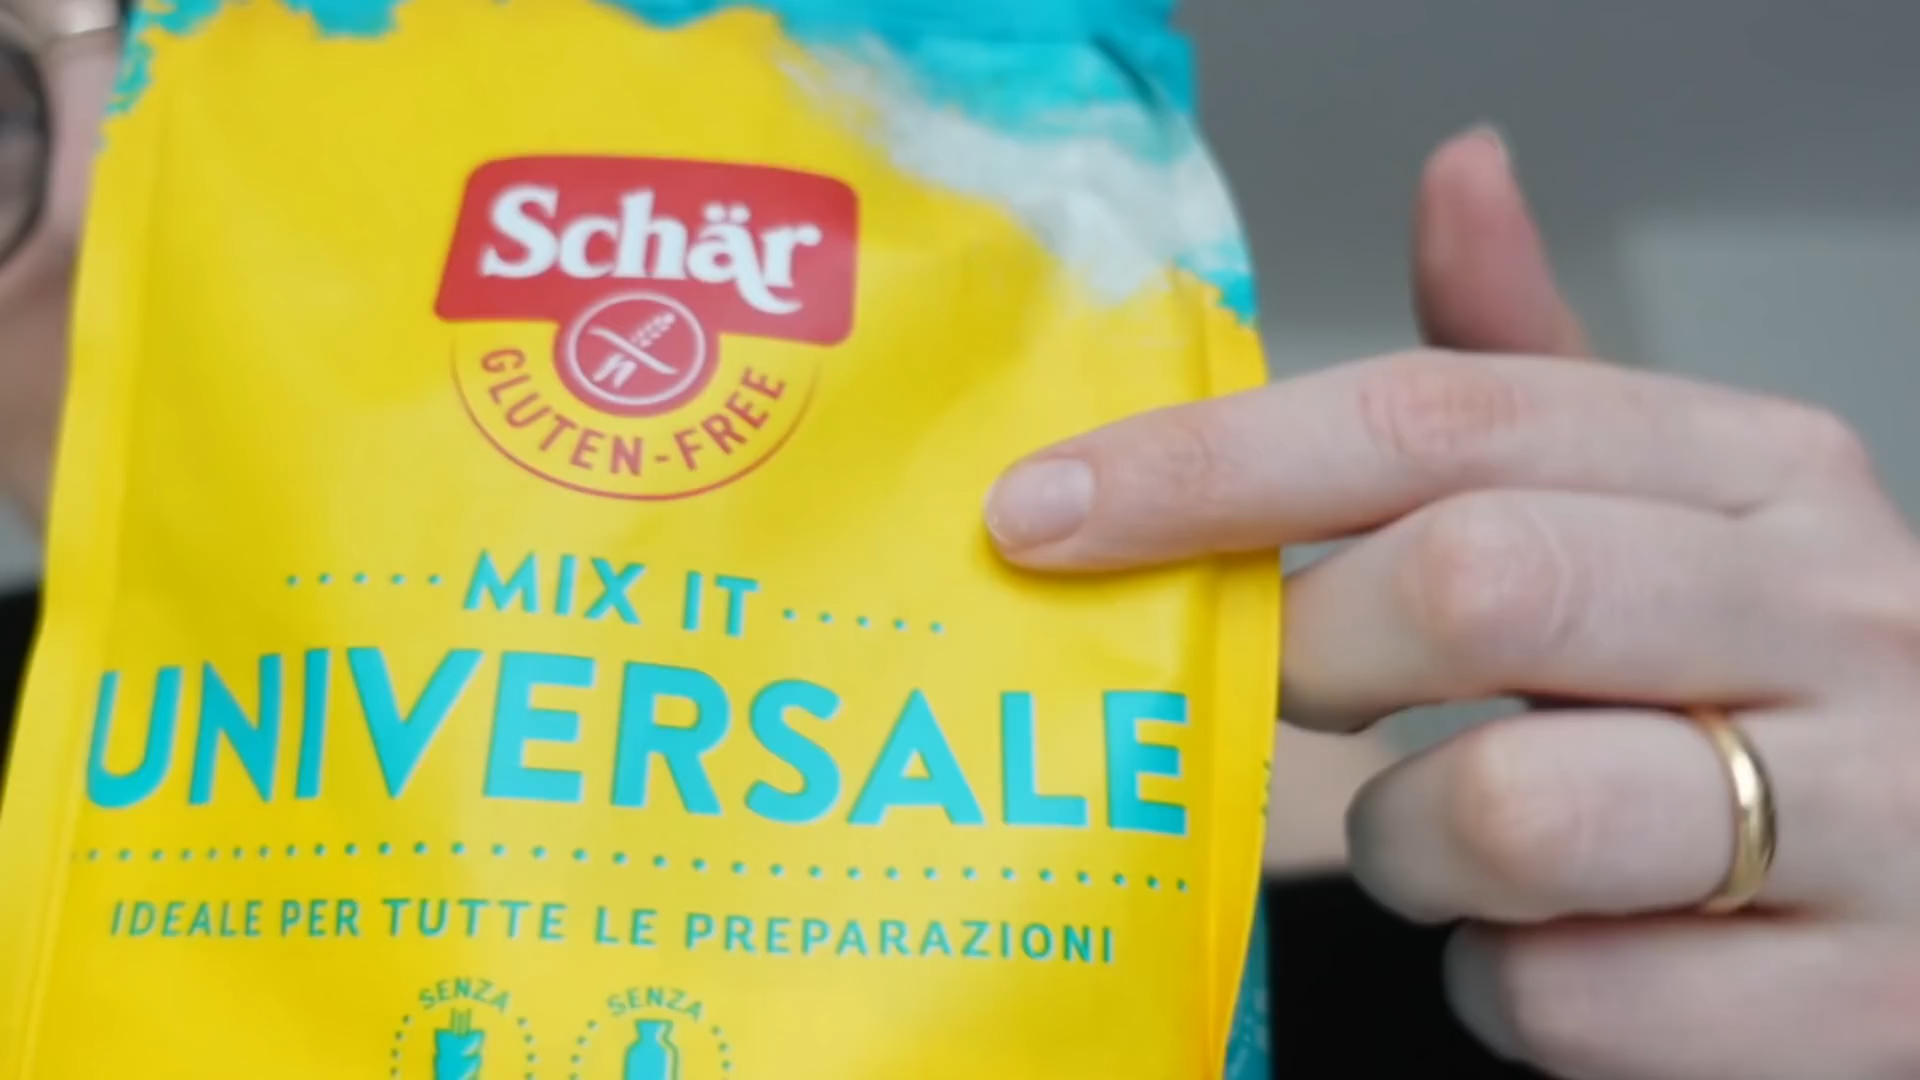 Schär
GLUTEN-FREE
MIX IT
UNIVERSALE
IDEALE PER TUTTE LE PREPARAZIONI
SENZA
SENZA